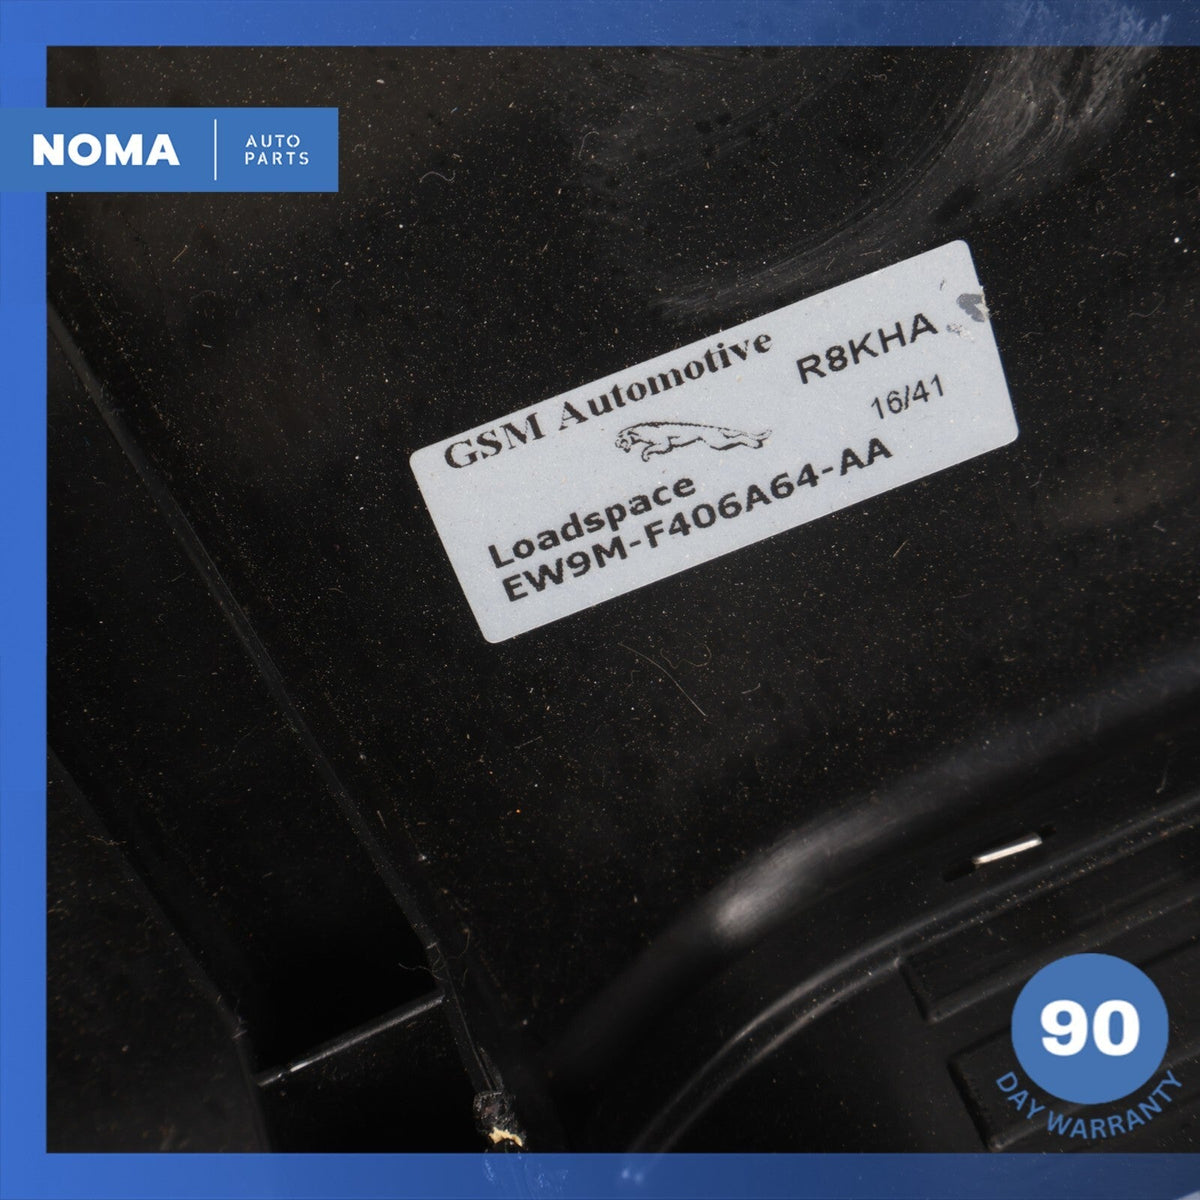 NOMA
AUTO
PARTS
GSM Automotive
R8KHA
16/41
Loadspace
EW9M-F406A64-AA
90
DAY WARRANTY